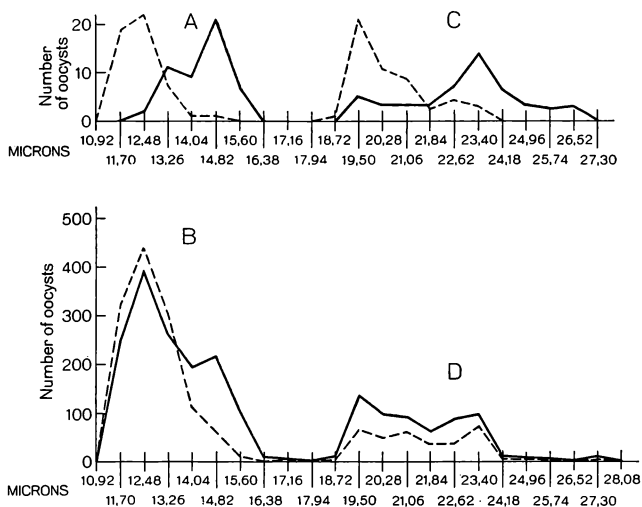 A C
20
10
0
Number of oocysts
10,92 12,48 14,04 15,60 17,16 18,72 20,28 21,84 23,40 24,96 26,52
MICRONS 11,70 13,26 14,82 16,38 17,94 19,50 21,06 22,62 24,18 25,74 27,30
500
400
300
200
100
0
Number of oocysts
B
D
10,92 12,48 14,04 15,60 17,16 18,72 20,28 21,84 23,40 24,96 26,52 28,08
MICRONS 11,70 13,26 14,82 16,38 17,94 19,50 21,06 22,62 24,18 25,74 27,30